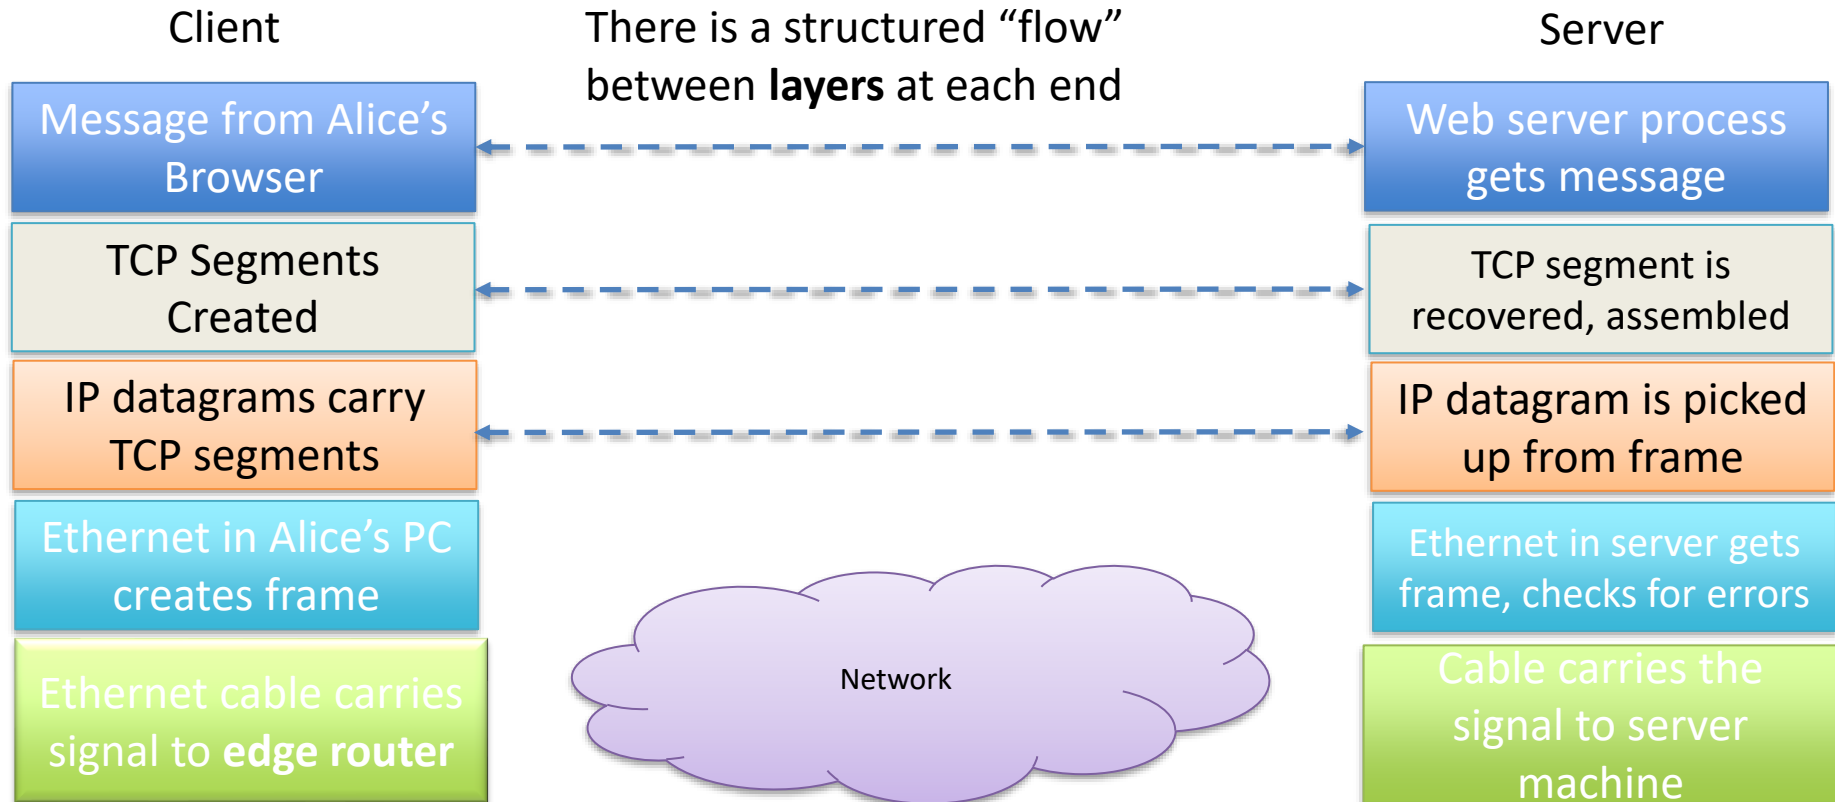 Client
There is a structured “flow”
between layers at each end
Server
Message from Alice’s
Browser
Web server process
gets message
TCP Segments
Created
TCP segment is
recovered, assembled
IP datagrams carry
TCP segments
IP datagram is picked
up from frame
Ethernet in Alice’s PC
creates frame
Ethernet in server gets
frame, checks for errors
Ethernet cable carries
signal to edge router
Network
Cable carries the
signal to server
machine